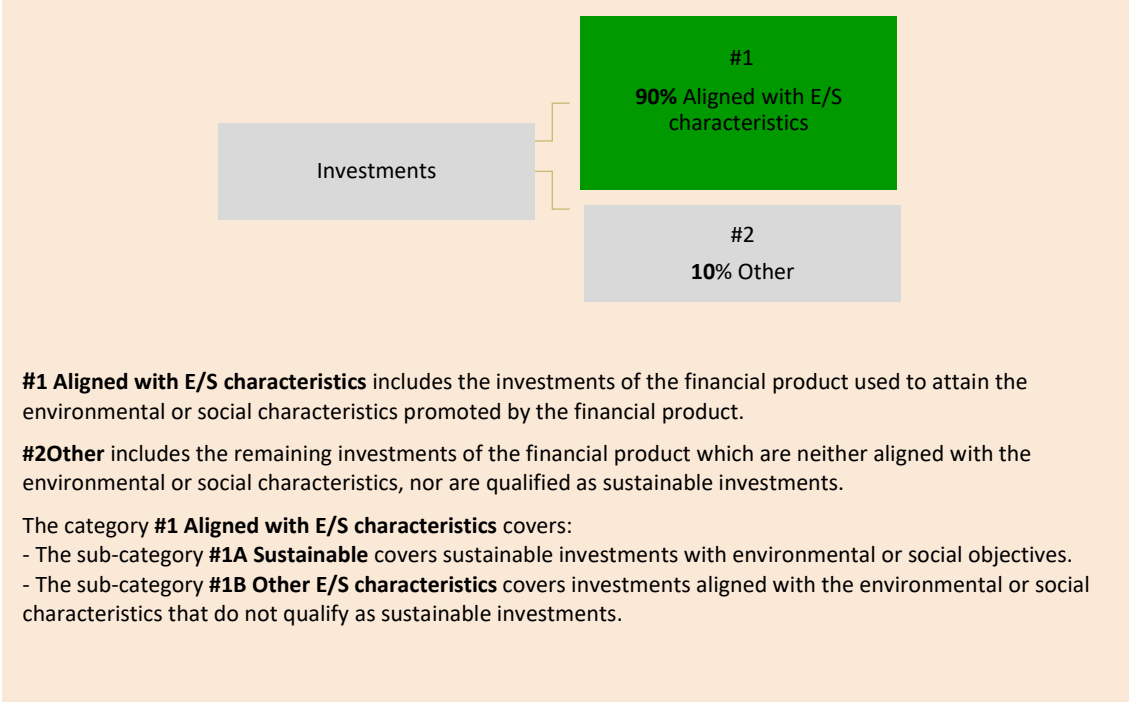 #1
90% Aligned with E/S
characteristics
Investments
#2
10% Other
#1 Aligned with E/S characteristics includes the investments of the financial product used to attain the
environmental or social characteristics promoted by the financial product.
#2Other includes the remaining investments of the financial product which are neither aligned with the
environmental or social characteristics, nor are qualified as sustainable investments.
The category #1 Aligned with E/S characteristics covers:
- The sub-category #1A Sustainable covers sustainable investments with environmental or social objectives.
- The sub-category #1B Other E/S characteristics covers investments aligned with the environmental or social
characteristics that do not qualify as sustainable investments.